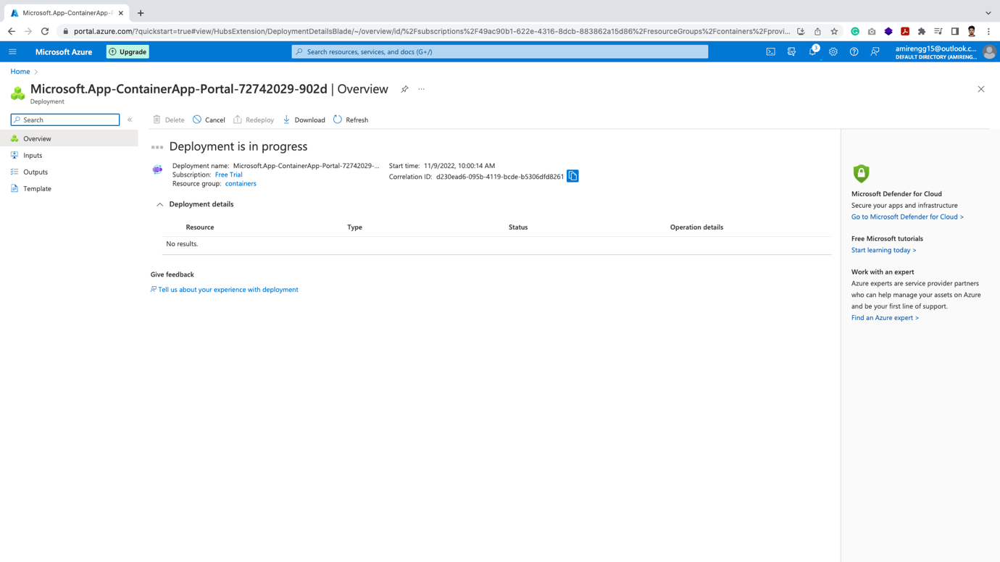 Microsoft.App-ContainerApp-P
portal.azure.com/?quickstart=true#view/HubsExtension/DeploymentDetailsBlade/~/overview/id/%2Fsubscriptions%2F49ac90b1-622e-4316-8dcb-883862a15d86%2FresourceGroups%2Fcontainers%2Fprovi...
Microsoft Azure
Upgrade
Search resources, services, and docs (G+/)
3
amirengg15@outlook.c...
DEFAULT DIRECTORY (AMIRENG...
Home
Microsoft.App-ContainerApp-Portal-72742029-902d | Overview
Deployment
Search
Delete
Cancel
Redeploy
Download
Refresh
Overview
Inputs
Outputs
Template
Deployment is in progress
Deployment name: Microsoft.App-ContainerApp-Portal-72742029-...
Subscription: Free Trial
Resource group: containers
Start time: 11/9/2022, 10:00:14 AM
Correlation ID: d230ead6-095b-4119-bcde-b5306dfd8261
Deployment details
Resource Type Status Operation details
No results.
Give feedback
Tell us about your experience with deployment
Microsoft Defender for Cloud
Secure your apps and infrastructure
Go to Microsoft Defender for Cloud >
Free Microsoft tutorials
Start learning today >
Work with an expert
Azure experts are service provider partners
who can help manage your assets on Azure
and be your first line of support.
Find an Azure expert >